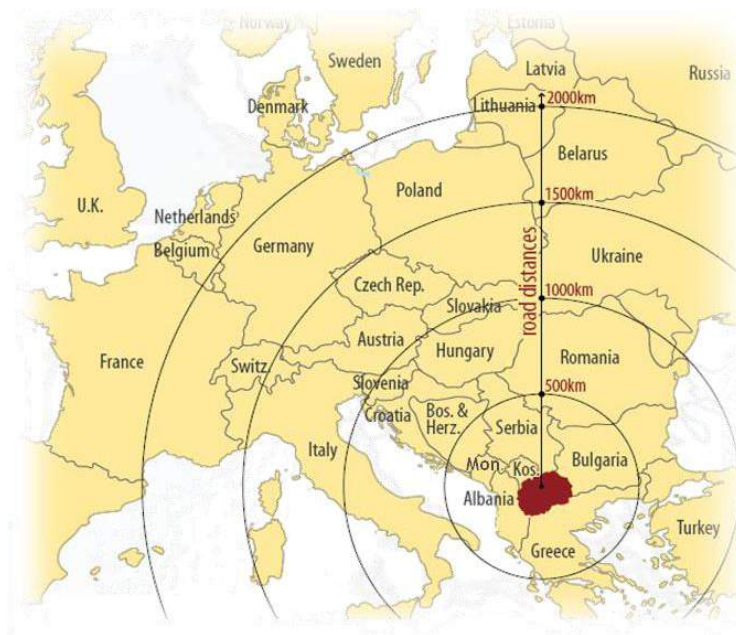 Norway
Estonia
Sweden
Latvia
Russia
Denmark
Lithuania
2000km
Belarus
Poland
U.K.
Netherlands
1500km
Belgium
Germany
road distances
Ukraine
Czech Rep.
1000km
Slovakia
Austria
France
Switz.
Hungary
Romania
Slovenia
500km
Croatia
Bos. &
Herz.
Serbia
Italy
Mon.
Kos.
Bulgaria
Albania
Turkey
Greece